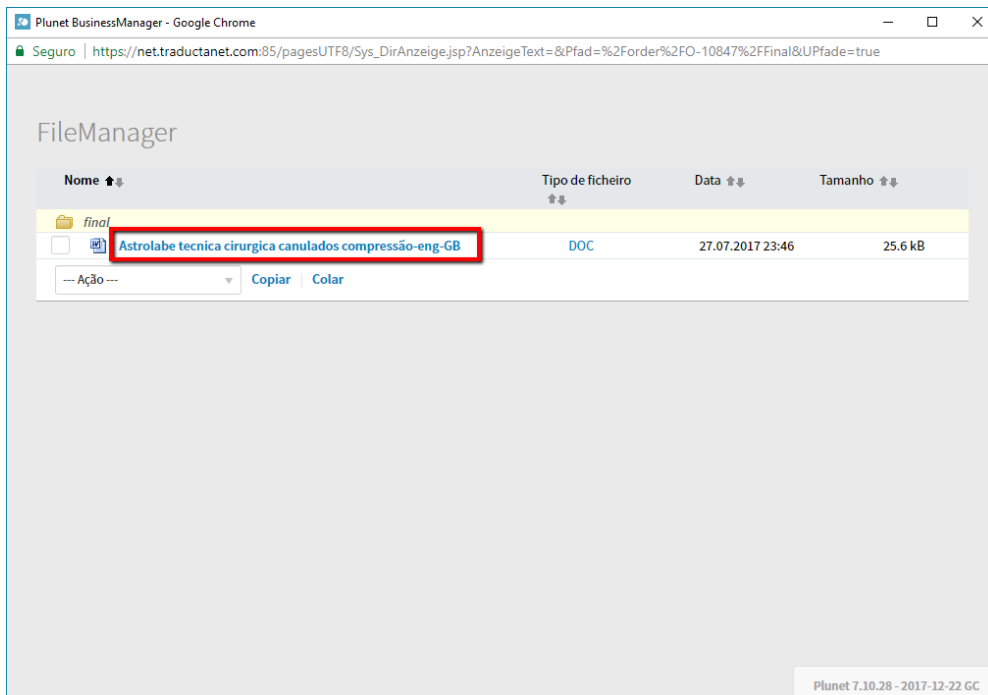 Plunet BusinessManager - Google Chrome
Seguro | https://net.traductanet.com:85/pagesUTF8/Sys_DirAnzeige.jsp?AnzeigeText=&Pfad=%2Forder%2FO-10847%2FFinal&UPfade=true
FileManager
Nome Tipo de ficheiro Data Tamanho
final
Astrolabe tecnica cirurgica canulados compressão-eng-GB DOC 27.07.2017 23:46 25.6 kB
--- Ação --- Copiar Colar
Plunet 7.10.28 - 2017-12-22 GC